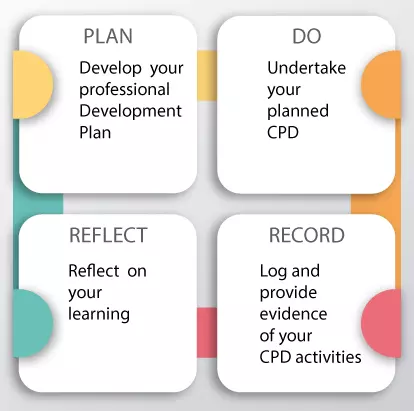 PLAN
Develop your
professional
Development
Plan
DO
Undertake
your
planned
CPD
REFLECT
Reflect on
your
learning
RECORD
Log and
provide
evidence
of your
CPD activities